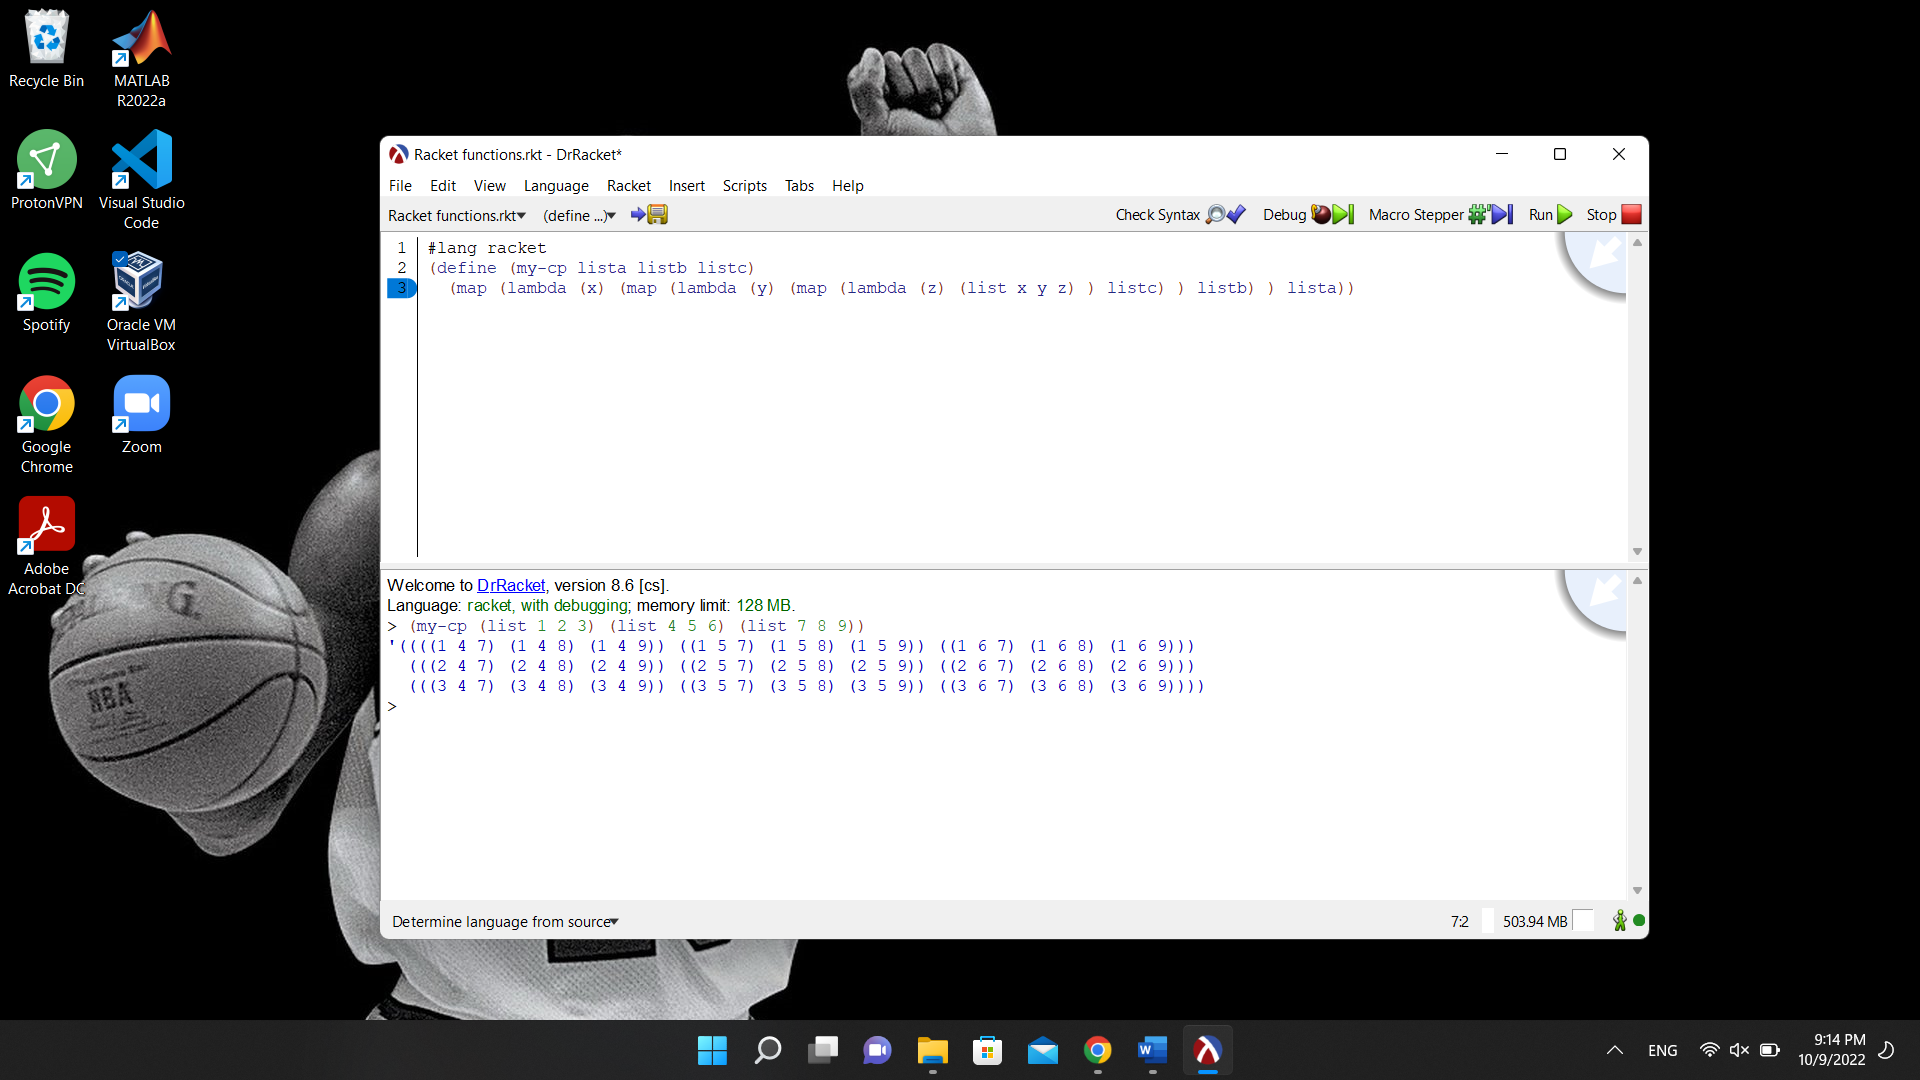 Recycle Bin
MATLAB
R2022a
ProtonVPN
Visual Studio
Code
Spotify
Oracle VM
VirtualBox
Google
Chrome
Zoom
Adobe
Acrobat DC
NBA
Racket functions.rkt - DrRacket*
File Edit View Language Racket Insert Scripts Tabs Help
Racket functions.rkt (define ...) Check Syntax Debug Macro Stepper Run Stop
1 #lang racket
2 (define (my-cp lista listb listc)
3 (map (lambda (x) (map (lambda (y) (map (lambda (z) (list x y z) ) listc) ) listb) ) lista))
Welcome to DrRacket, version 8.6 [cs].
Language: racket, with debugging; memory limit: 128 MB.
> (my-cp (list 1 2 3) (list 4 5 6) (list 7 8 9))
'((((1 4 7) (1 4 8) (1 4 9)) ((1 5 7) (1 5 8) (1 5 9)) ((1 6 7) (1 6 8) (1 6 9)))
(((2 4 7) (2 4 8) (2 4 9)) ((2 5 7) (2 5 8) (2 5 9)) ((2 6 7) (2 6 8) (2 6 9)))
(((3 4 7) (3 4 8) (3 4 9)) ((3 5 7) (3 5 8) (3 5 9)) ((3 6 7) (3 6 8) (3 6 9))))
>
Determine language from source 7:2 503.94 MB
ENG
9:14 PM
10/9/2022